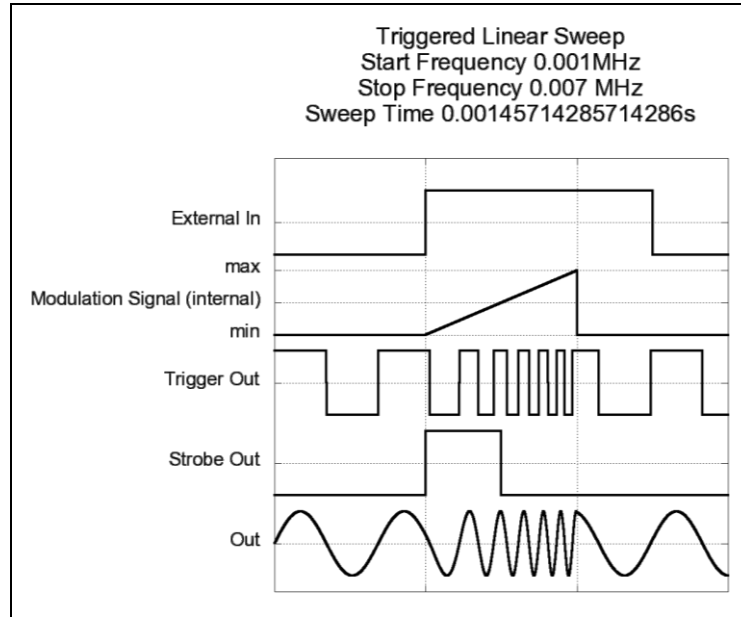 Triggered Linear Sweep
Start Frequency 0.001MHz
Stop Frequency 0.007 MHz
Sweep Time 0.00145714285714286s
External In
max
Modulation Signal (internal)
min
Trigger Out
Strobe Out
Out